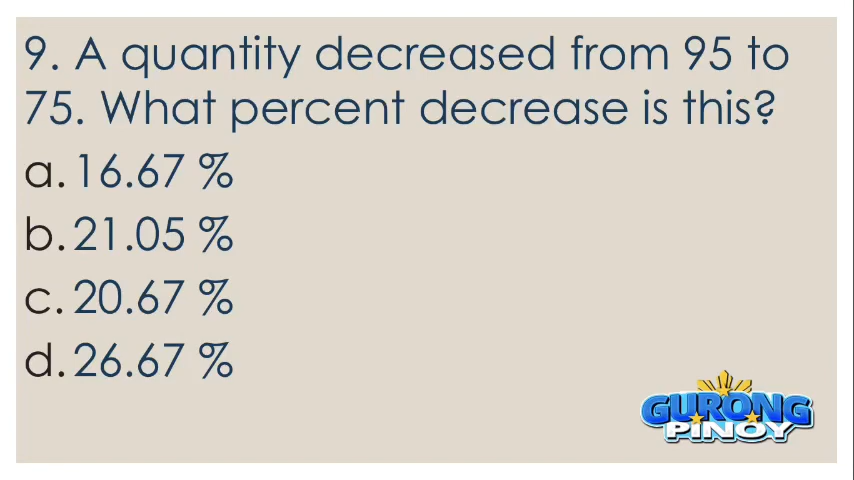 9. A quantity decreased from 95 to
75. What percent decrease is this?
a. 16.67 %
b. 21.05 %
c. 20.67 %
d. 26.67 %
GURONG
PINOY